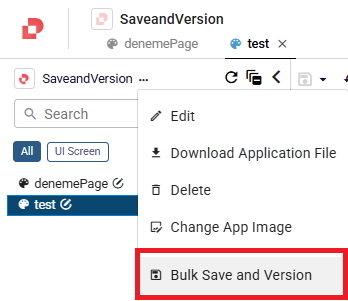 SaveandVersion
denemePage
test
SaveandVersion ...
Search
All
UI Screen
denemePage
test
Edit
Download Application File
Delete
Change App Image
Bulk Save and Version